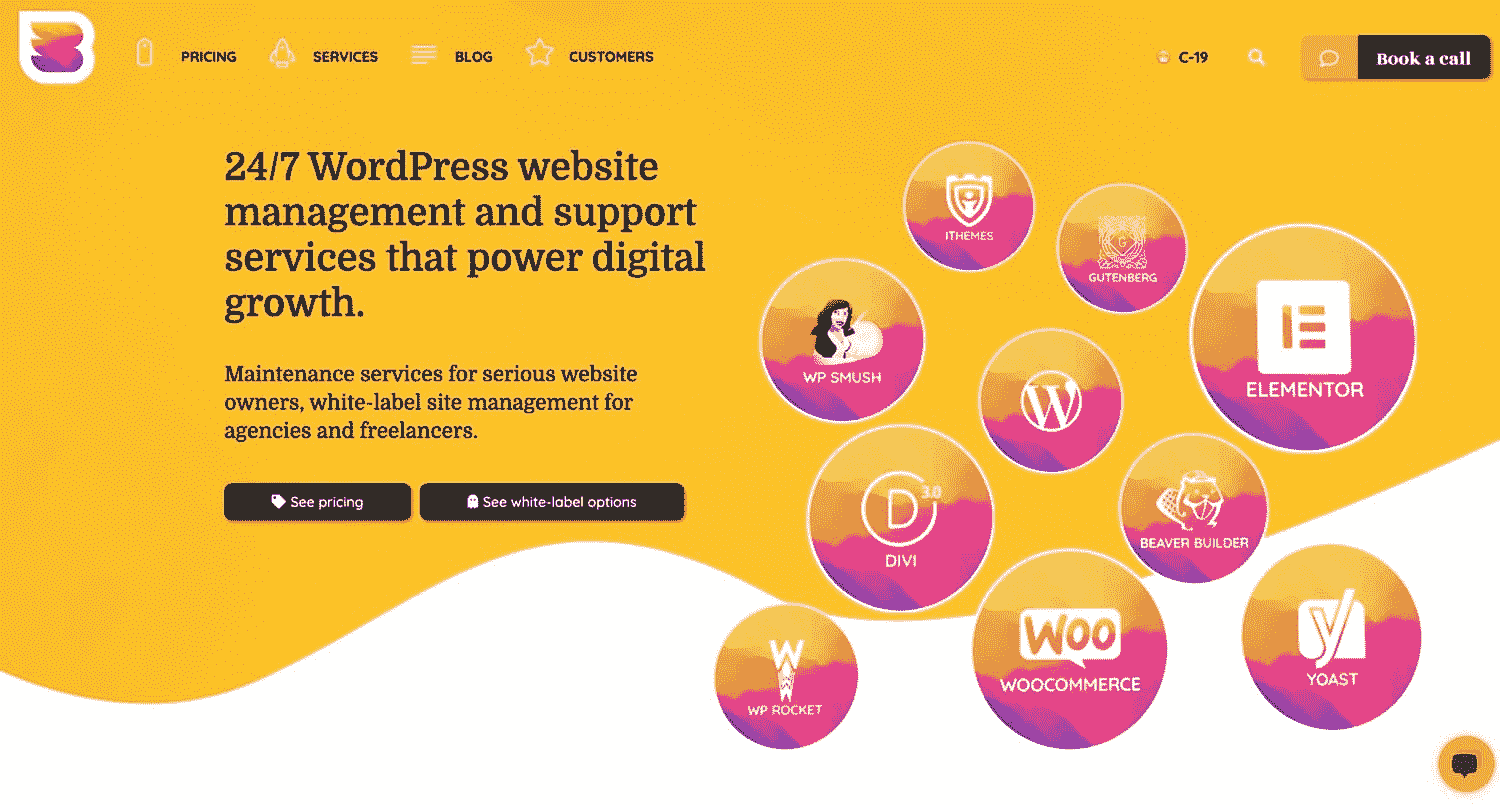 PRICING SERVICES BLOG CUSTOMERS C-19 Book a call
24/7 WordPress website
management and support
services that power digital
growth.
Maintenance services for serious website
owners, white-label site management for
agencies and freelancers.
See pricing See white-label options
ITHEMES
G
GUTENBERG
WP SMUSH
W
ELEMENTOR
D 3.0
DIVI
BEAVER BUILDER
W
WP ROCKET
WOO
WOOCOMMERCE
y
YOAST